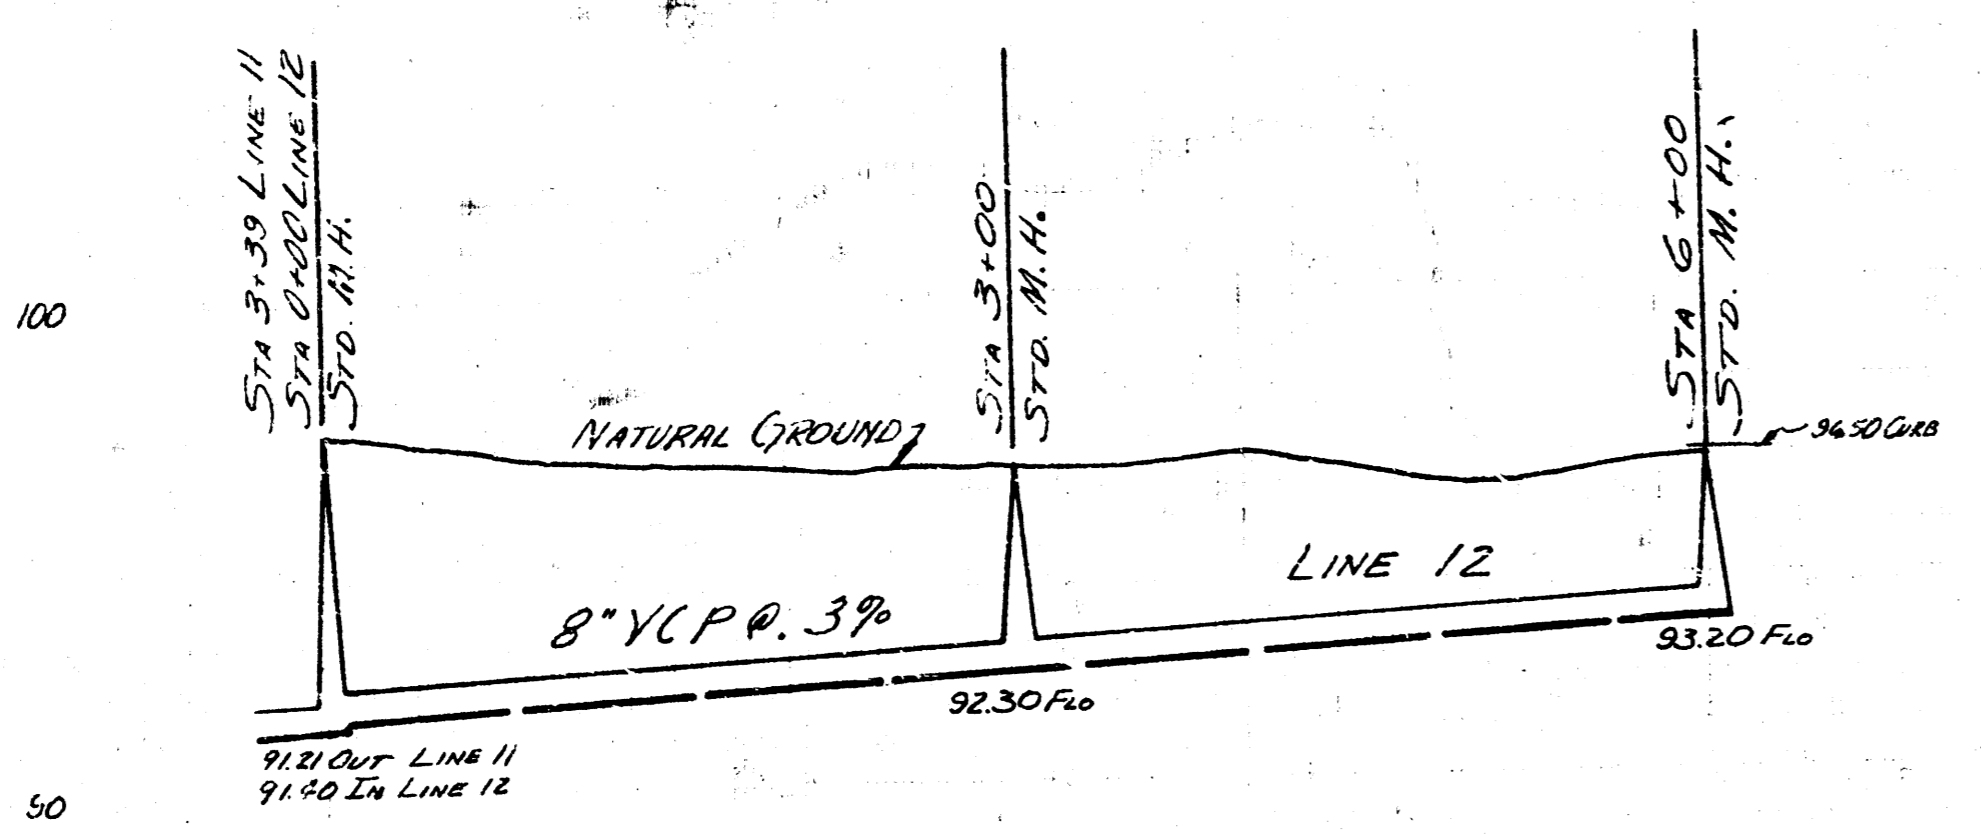 STA 3+39 LINE 11
STA 0+00 LINE 12
STD. M.H.
STA 3+00
STD. M.H.
STA 6+00
STD. M.H.
100
NATURAL GROUND
96.50 CURB
LINE 12
8" VCP @ .3%
93.20 FLO
92.30 FLO
91.21 OUT LINE 11
91.40 IN LINE 12
90